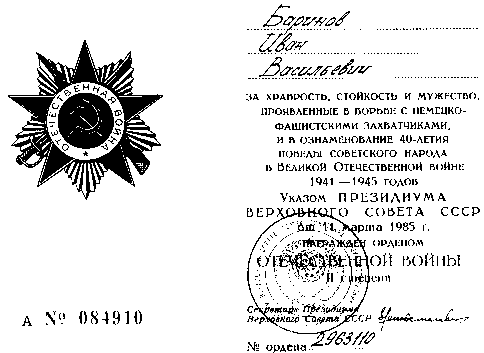 ОТЕЧЕСТВЕННАЯ ВОЙНА
А № 084910
Баринов
Иван
Васильевич
ЗА ХРАБРОСТЬ, СТОЙКОСТЬ И МУЖЕСТВО,
ПРОЯВЛЕННЫЕ В БОРЬБЕ С НЕМЕЦКО-
ФАШИСТСКИМИ ЗАХВАТЧИКАМИ,
И В ОЗНАМЕНОВАНИЕ 40-ЛЕТИЯ
ПОБЕДЫ СОВЕТСКОГО НАРОДА
В ВЕЛИКОЙ ОТЕЧЕСТВЕННОЙ ВОЙНЕ
1941—1945 ГОДОВ
УКАЗОМ ПРЕЗИДИУМА
ВЕРХОВНОГО СОВЕТА СССР
от 11 марта 1985 г.
ОРДЕНОМ
ОТЕЧЕСТВЕННОЙ ВОЙНЫ
II степени
Секретарь Президиума
Верховного Совета СССР
№ ордена 2963110